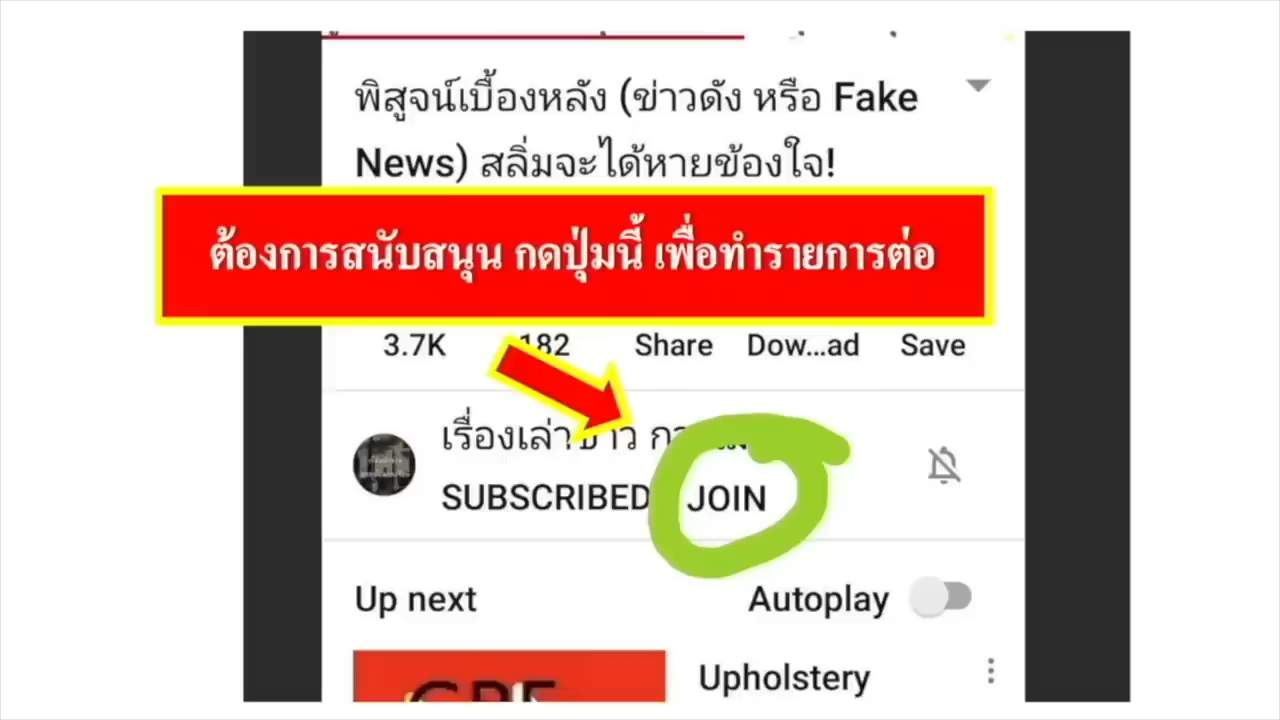 พิสูจน์เบื้องหลัง (ข่าวดัง หรือ Fake
News) สลิ่มจะได้หายข้องใจ!
ต้องการสนับสนุน กดปุ่มนี้ เพื่อทำรายการต่อ
3.7K 182 Share Dow...ad Save
เรื่องเล่าข่าว
SUBSCRIBED JOIN
Up next Autoplay
Upholstery